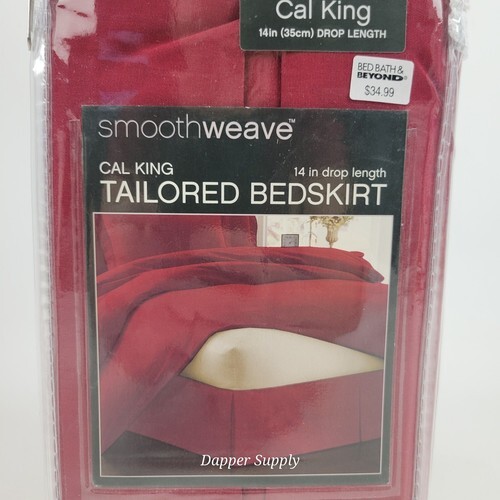 Cal King
14in (35cm) DROP LENGTH
BED BATH &
BEYOND®
$34.99
smoothweave™
CAL KING
14 in drop length
TAILORED BEDSKIRT
Dapper Supply